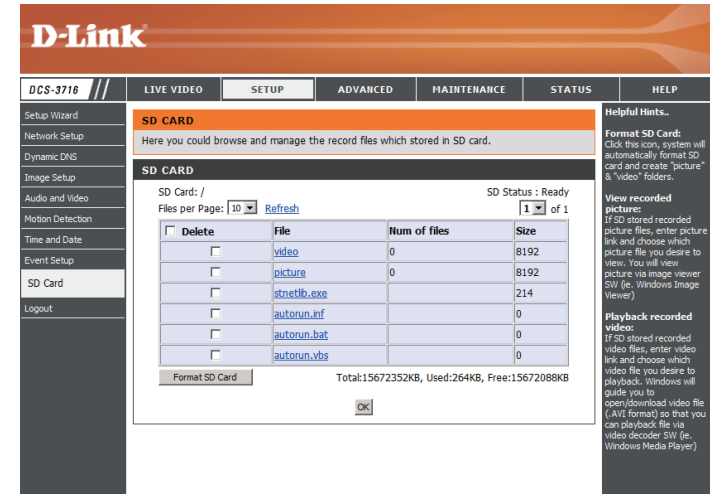 D-Link
DCS-3716 // LIVE VIDEO SETUP ADVANCED MAINTENANCE STATUS HELP
Setup Wizard
Network Setup
Dynamic DNS
Image Setup
Audio and Video
Motion Detection
Time and Date
Event Setup
SD Card
Logout
SD CARD
Here you could browse and manage the record files which stored in SD card.
SD CARD
SD Card: / SD Status : Ready
Files per Page: 10 Refresh 1 of 1
Delete File Num of files Size
video 0 8192
picture 0 8192
stnetlib.exe 214
autorun.inf 0
autorun.bat 0
autorun.vbs 0
Format SD Card Total:15672352KB, Used:264KB, Free:15672088KB
OK
Helpful Hints..
Format SD Card:
Click this icon, system will
automatically format SD
card and create "picture"
& "video" folders.
View recorded
picture:
If SD stored recorded
picture files, enter picture
link and choose which
picture file you desire to
view. You will view
picture via image viewer
SW (ie. Windows Image
Viewer)
Playback recorded
video:
If SD stored recorded
video files, enter video
link and choose which
video file you desire to
playback. Windows will
guide you to
open/download video file
(.AVI format) so that you
can playback file via
video decoder SW (ie.
Windows Media Player)